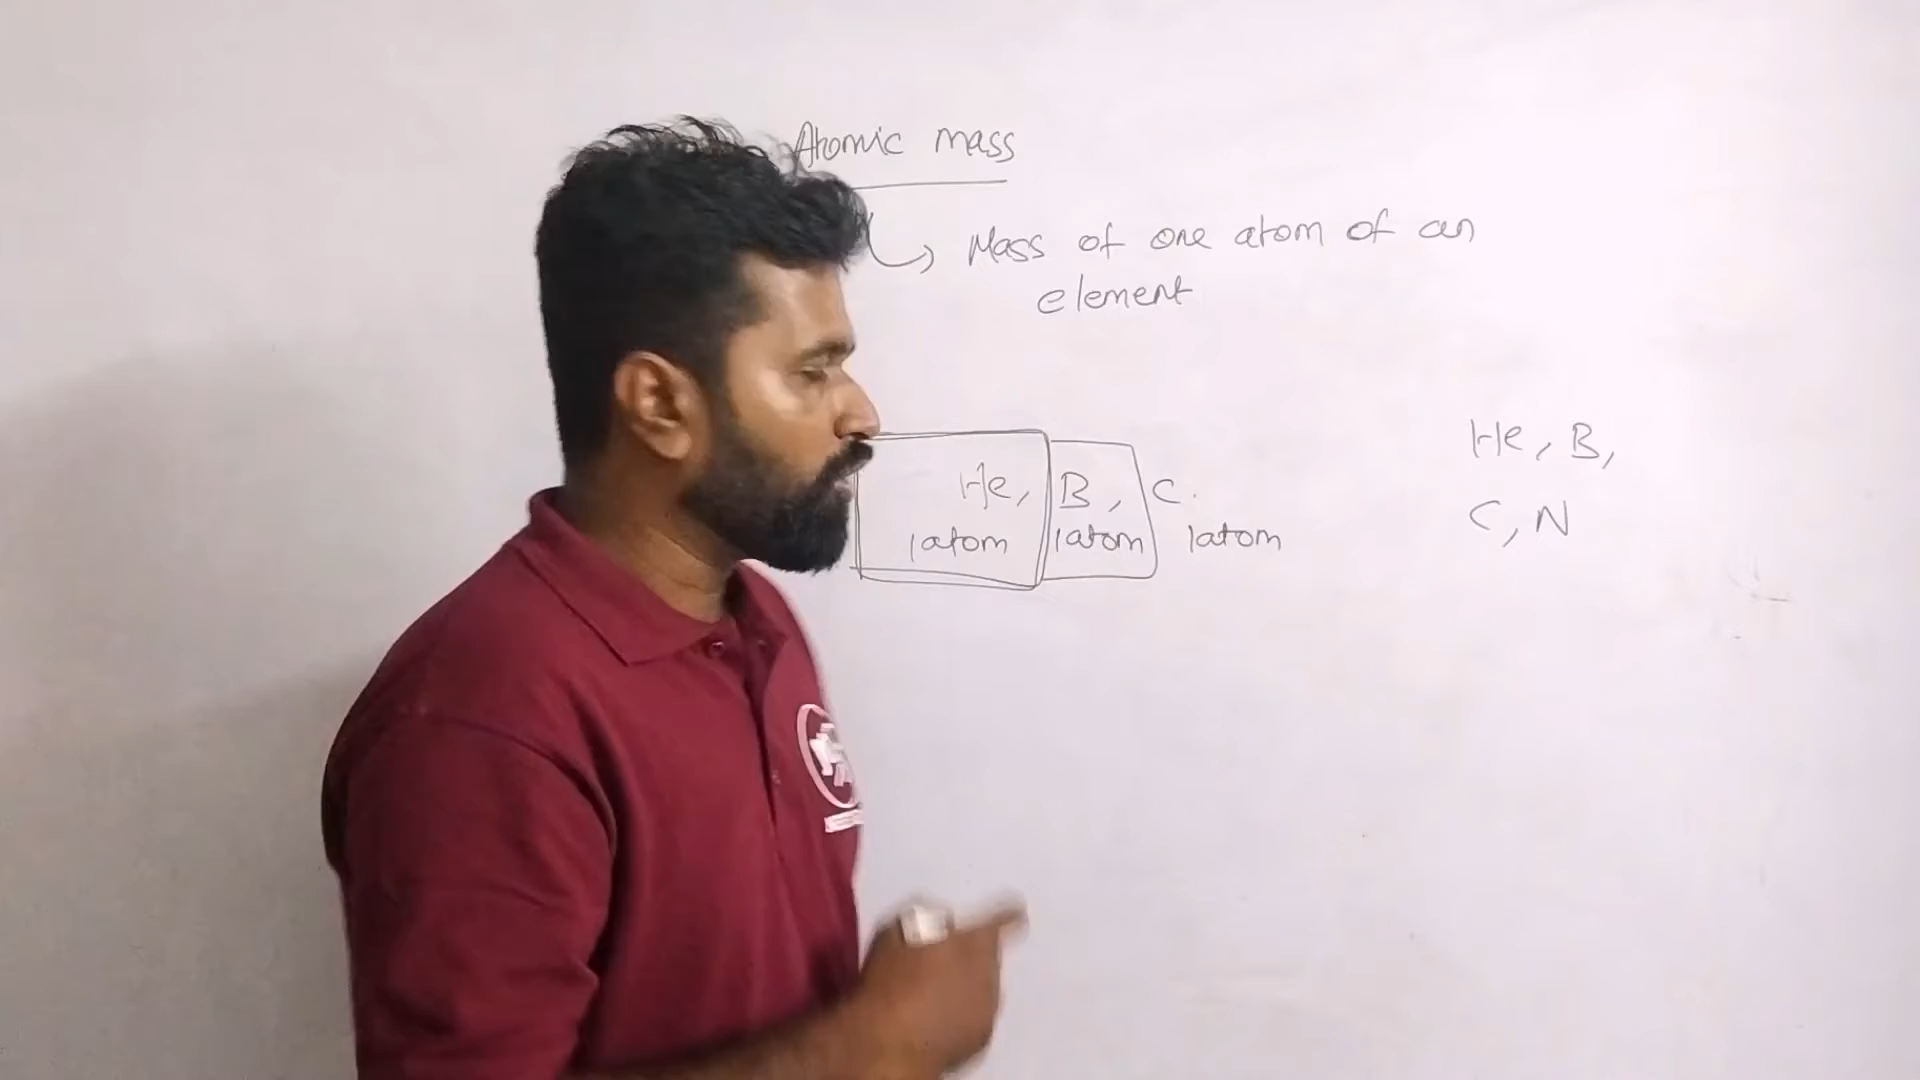 Atomic mass
Mass of one atom of an
element
He, B, C.
1atom 1atom 1atom
He, B,
C, N